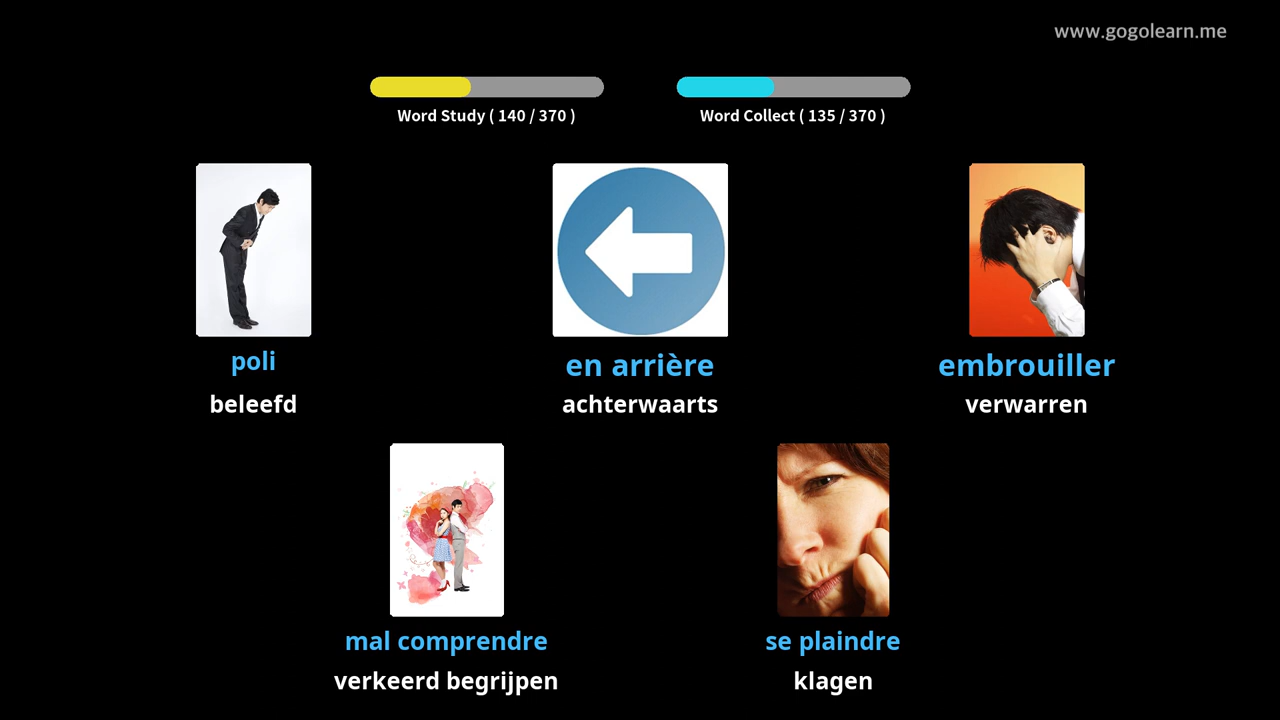 www.gogolearn.me
Word Study ( 140 / 370 )
Word Collect ( 135 / 370 )
poli
beleefd
en arrière
achterwaarts
embrouiller
verwarren
mal comprendre
verkeerd begrijpen
se plaindre
klagen